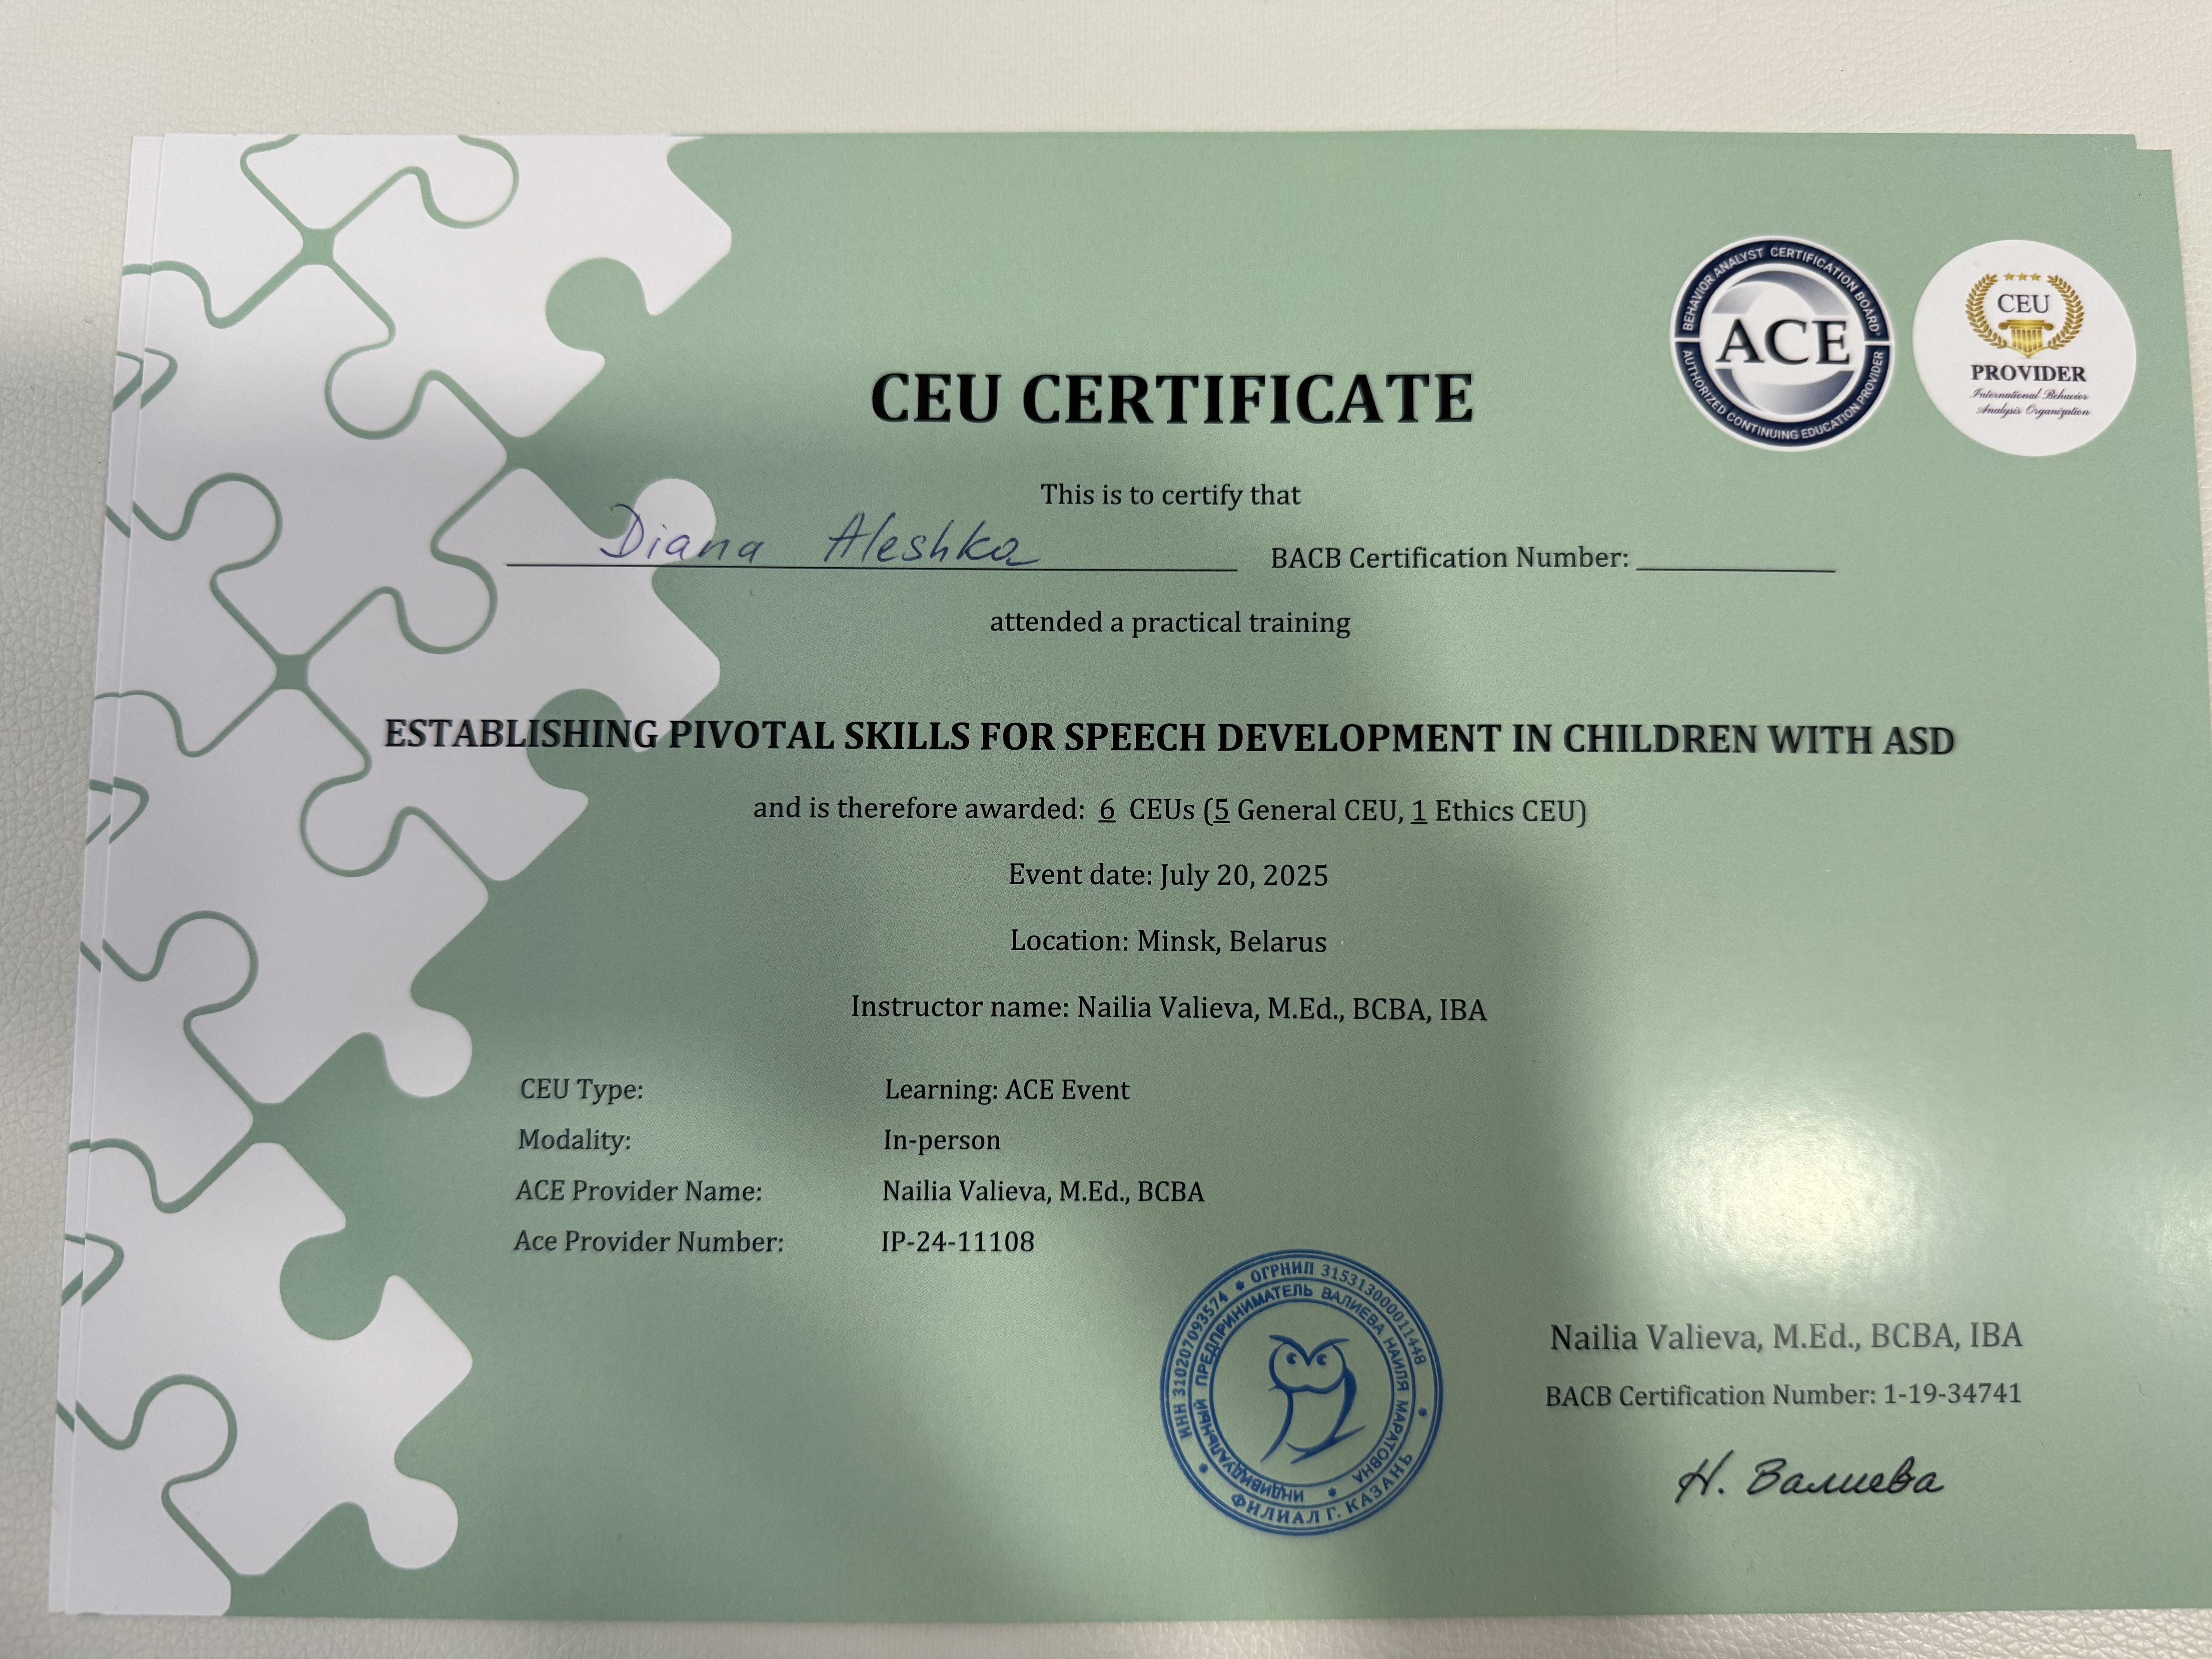 BEHAVIOR ANALYST CERTIFICATION BOARD®
ACE
AUTHORIZED CONTINUING EDUCATION PROVIDER
CEU
PROVIDER
International Behavior
Analysis Organization
CEU CERTIFICATE
This is to certify that
Diana Aleshka BACB Certification Number:
attended a practical training
ESTABLISHING PIVOTAL SKILLS FOR SPEECH DEVELOPMENT IN CHILDREN WITH ASD
and is therefore awarded: 6 CEUs (5 General CEU, 1 Ethics CEU)
Event date: July 20, 2025
Location: Minsk, Belarus
Instructor name: Nailia Valieva, M.Ed., BCBA, IBA
CEU Type: Learning: ACE Event
Modality: In-person
ACE Provider Name: Nailia Valieva, M.Ed., BCBA
Ace Provider Number: IP-24-11108
ИНН 310207093574 * ОГРНИП 315313000011448
* ФИЛИАЛ Г. КАЗАНЬ *
ИНДИВИДУАЛЬНЫЙ ПРЕДПРИНИМАТЕЛЬ ВАЛИЕВА НАИЛЯ МАРАТОВНА *
Nailia Valieva, M.Ed., BCBA, IBA
BACB Certification Number: 1-19-34741
Н. Валиева